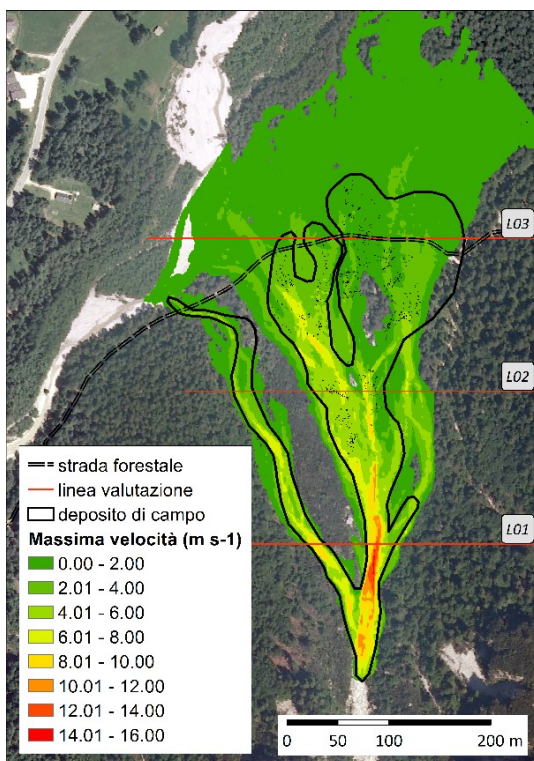 L03
L02
L01
strada forestale
linea valutazione
deposito di campo
Massima velocità (m s-1)
0.00 - 2.00
2.01 - 4.00
4.01 - 6.00
6.01 - 8.00
8.01 - 10.00
10.01 - 12.00
12.01 - 14.00
14.01 - 16.00
0 50 100 200 m